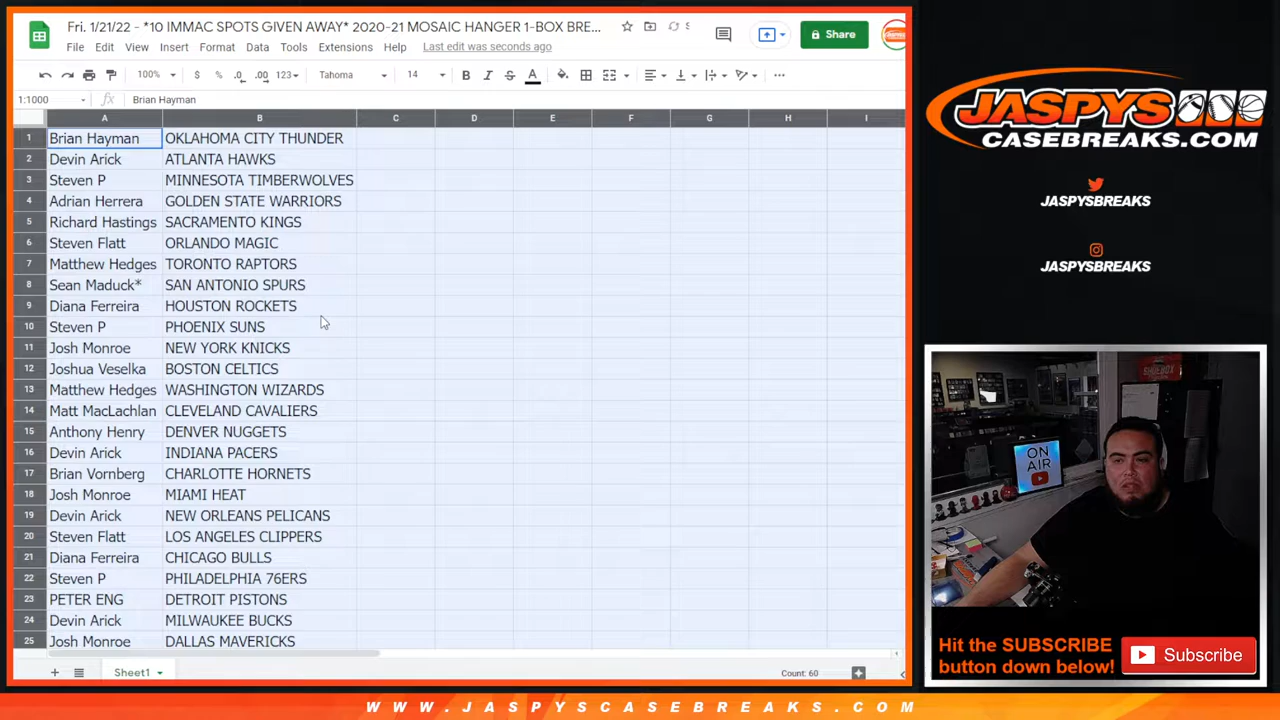 Fri. 1/21/22 - *10 IMMAC SPOTS GIVEN AWAY* 2020-21 MOSAIC HANGER 1-BOX BRE...
Share
File Edit View Insert Format Data Tools Extensions Help Last edit was seconds ago
100% $ % .0 .00 123 Tahoma 14 B I S A
1:1000 fx Brian Hayman
A B C D E F G H I
1 Brian Hayman OKLAHOMA CITY THUNDER
2 Devin Arick ATLANTA HAWKS
3 Steven P MINNESOTA TIMBERWOLVES
4 Adrian Herrera GOLDEN STATE WARRIORS
5 Richard Hastings SACRAMENTO KINGS
6 Steven Flatt ORLANDO MAGIC
7 Matthew Hedges TORONTO RAPTORS
8 Sean Maduck* SAN ANTONIO SPURS
9 Diana Ferreira HOUSTON ROCKETS
10 Steven P PHOENIX SUNS
11 Josh Monroe NEW YORK KNICKS
12 Joshua Veselka BOSTON CELTICS
13 Matthew Hedges WASHINGTON WIZARDS
14 Matt MacLachlan CLEVELAND CAVALIERS
15 Anthony Henry DENVER NUGGETS
16 Devin Arick INDIANA PACERS
17 Brian Vornberg CHARLOTTE HORNETS
18 Josh Monroe MIAMI HEAT
19 Devin Arick NEW ORLEANS PELICANS
20 Steven Flatt LOS ANGELES CLIPPERS
21 Diana Ferreira CHICAGO BULLS
22 Steven P PHILADELPHIA 76ERS
23 PETER ENG DETROIT PISTONS
24 Devin Arick MILWAUKEE BUCKS
25 Josh Monroe DALLAS MAVERICKS
Sheet1
Count: 60
JASPYS
CASEBREAKS.COM
JASPYSBREAKS
JASPYSBREAKS
SHOEBOX
ON
AIR
Hit the SUBSCRIBE
button down below!
Subscribe
WWW.JASPYSCASEBREAKS.COM